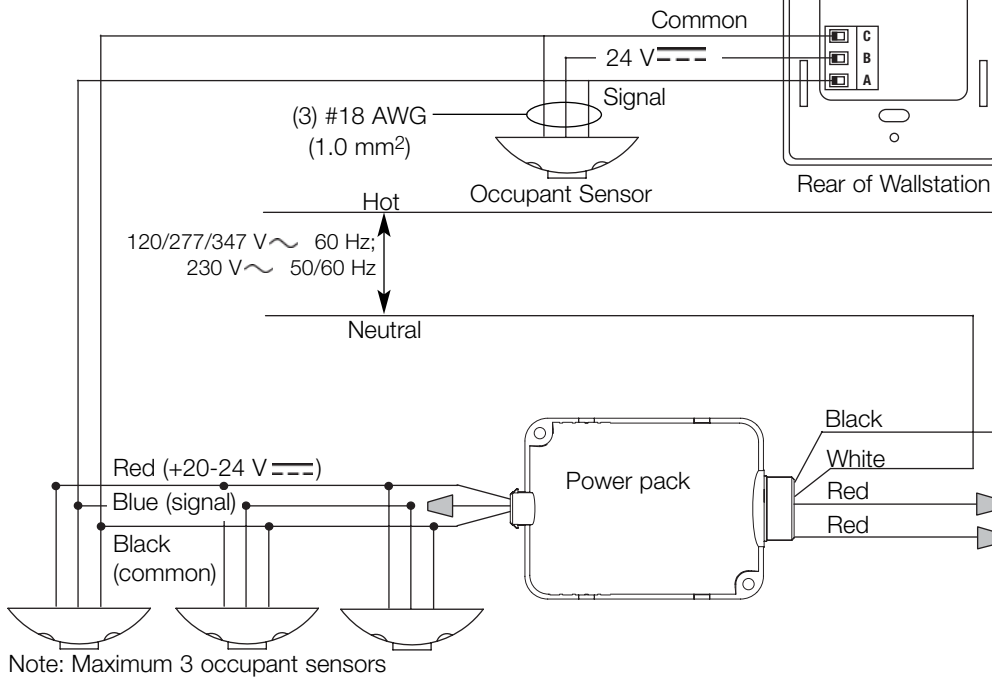 Common
C
24 V
B
A
Signal
(3) #18 AWG
(1.0 mm2)
Occupant Sensor
Rear of Wallstation
Hot
120/277/347 V 60 Hz;
230 V 50/60 Hz
Neutral
Black
Red (+20-24 V)
White
Power pack
Blue (signal)
Red
Red
Black
(common)
Note: Maximum 3 occupant sensors